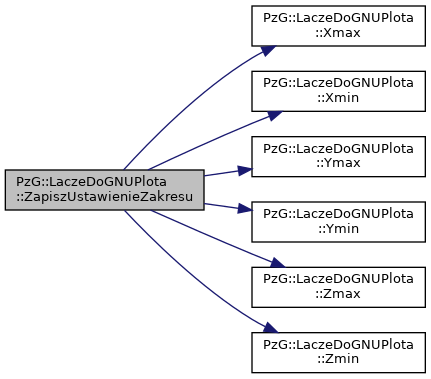 PzG::LaczeDoGNUPlota
::Xmax
PzG::LaczeDoGNUPlota
::Xmin
PzG::LaczeDoGNUPlota
::Ymax
PzG::LaczeDoGNUPlota
::ZapiszUstawienieZakresu
PzG::LaczeDoGNUPlota
::Ymin
PzG::LaczeDoGNUPlota
::Zmax
PzG::LaczeDoGNUPlota
::Zmin